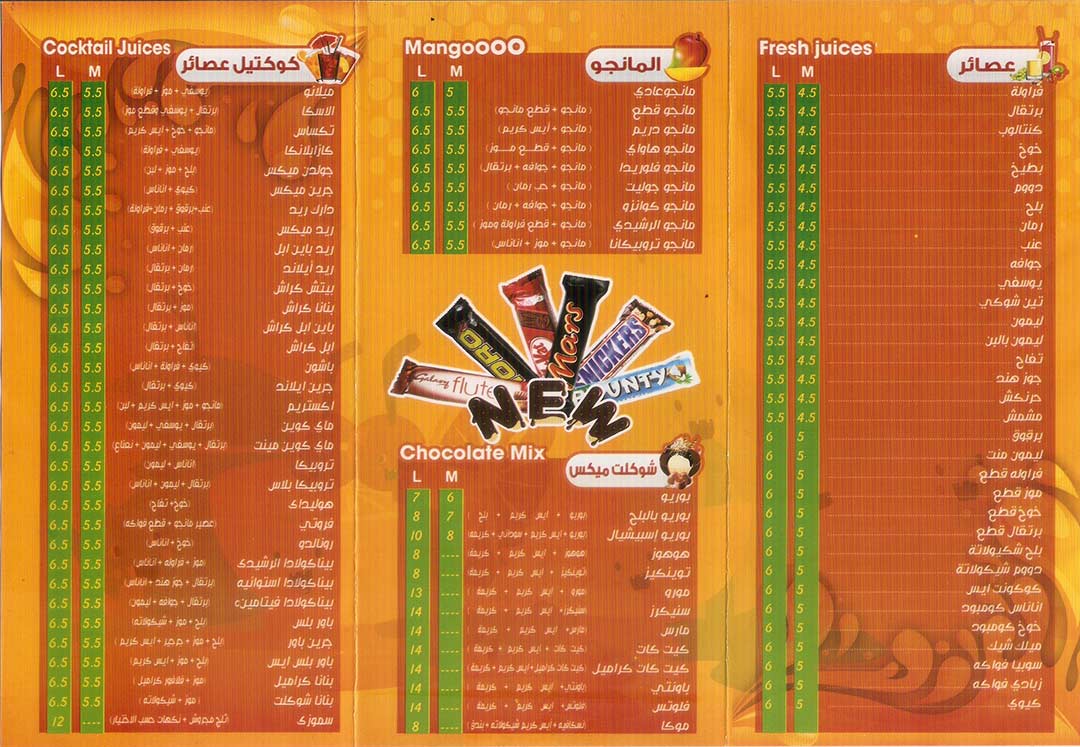 Fresh juices
عصائر
L M
فراولة 4.5 5.5
برتقال 4.5 5.5
كنتالوب 4.5 5.5
خوخ 4.5 5.5
بطيخ 4.5 5.5
دووم 4.5 5.5
بلح 4.5 5.5
رمان 4.5 5.5
عنب 4.5 5.5
جوافه 4.5 5.5
يوسفي 4.5 5.5
تين شوكي 4.5 5.5
ليمون 4.5 5.5
ليمون بالبن 4.5 5.5
تفاح 4.5 5.5
جوز هند 4.5 5.5
حرنكش 4.5 5.5
مشمش 4.5 5.5
برقوق 5 6
ليمون منت 5 6
فراوله قطع 5 6
موز قطع 5 6
خوخ قطع 5 6
برتقال قطع 5 6
بلح شكيولاتة 5 6
دووم شيكولاتة 5 6
كوكونت ايس 5 6
اناناس كومبود 5 6
خوخ كومبود 5 6
ميلك شيك 5 6
سوبيا فواكه 5 6
زبادي فواكه 5 6
كيوي 5 6
MangoOOO
المانجو
L M
مانجو عادي 5 6
مانجو قطع (مانجو + قطع مانجو) 5.5 6.5
مانجو دريم (مانجو + أيس كريم) 5.5 6.5
مانجو هاواي (مانجو + قطع موز) 5.5 6.5
مانجو فلوريدا (مانجو + جوافه + برتقال) 5.5 6.5
مانجو جوليت (مانجو + حب رمان) 5.5 6.5
مانجو كوانزو (مانجو + جوافه + رمان) 5.5 6.5
مانجو الرشيدي (مانجو + قطع فراولة وموز) 5.5 6.5
مانجو تروبيكانا (مانجو + موز + اناناس) 5.5 6.5
Galaxy flute
TORO
Mars
SNICKERS
BOUNTY
NEW
Chocolate Mix
شوكلت ميكس
L M
بوريو 6 7
بوريو بالبلح (بوريو + ايس كريم + بلح) 7 8
بوريو اسبيشيال (بوريو + ايس كريم + سوداني + كريمة) 8 10
هوهوز (هوهوز + ايس كريم + كريمة) ---- 8
توينكيز (توينكيز + ايس كريم + كريمة) ---- 8
مورو (مورو + ايس كريم + كريمة) ---- 13
سنيكرز (سنيكرز + ايس كريم + كريمة) ---- 14
مارس (مارس + ايس كريم + كريمة) ---- 14
كيت كات (كيت كات + ايس كريم + كريمة) ---- 14
كيت كات كراميل (كيت كات كراميل + ايس كريم + كريمة) ---- 14
باونتي (باونتي + ايس كريم + كريمة) ---- 14
فلوتس (فلوتس + ايس كريم + كريمة) ---- 14
موكا (نسكافيه + ايس كريم شيكولاته + بندق) ---- 8
Cocktail Juices
كوكتيل عصائر
L M
ميلانو (يوسفي + موز + فراولة) 5.5 6.5
الاسكا (برتقال + يوسفي وقطع موز) 5.5 6.5
تكساس (مانجو + خوخ + ايس كريم) 5.5 6.5
كازابلانكا (يوسفي + فراولة) 5.5 6.5
جولدن ميكس (بلح + موز + لبن) 5.5 6.5
جرين ميكس (كيوي + اناناس) 5.5 6.5
دارك ريد (عنب+برقوق + رمان+فراولة) 5.5 6.5
ريد ميكس (عنب + برقوق) 5.5 6.5
ريد باين ابل (رمان + اناناس) 5.5 6.5
ريد أيلاند (رمان + برتقال) 5.5 6.5
بيتش كراش (خوخ + برتقال) 5.5 6.5
بنانا كراش (موز + برتقال) 5.5 6.5
باين ابل كراش (اناناس + برتقال) 5.5 6.5
ابل كراش (تفاح + برتقال) 5.5 6.5
باشون (كيوي + فراولة + اناناس) 5.5 6.5
جرين ايلاند (كيوي + برتقال) 5.5 6.5
اكستريم (مانجو + موز + ايس كريم + لبن) 5.5 6.5
ماي كوين (برتقال + يوسفي + ليمون) 5.5 6.5
ماي كوين مينت (برتقال + يوسفي + ليمون + نعناع) 5.5 6.5
تروبيكا (اناناس + ليمون) 5.5 6.5
تروبيكا بلاس (برتقال + ليمون + اناناس) 5.5 6.5
هوليداي (خوخ+ تفاح) 5.5 6.5
فروتي (عصير مانجو + قطع فواكه) 5.5 6.5
رونالدو (خوخ + اناناس) 5.5 6.5
بيناكولادا الرشيدي (موز + فراوله + اناناس) 5.5 6.5
بيناكولادا استوائيه (برتقال + جوز هند + اناناس) 5.5 6.5
بيناكولادا فيتامينc (برتقال + جوافه + ليمون) 5.5 6.5
باور بلس (بلح + موز + شيكولاته) 5.5 6.5
جرين باور (بلح + موز + جرجير + ايس كريم) 5.5 6.5
باور بلس ايس (بلح + موز + ايس كريم) 5.5 6.5
بنانا كراميل (موز + فلافور كراميل) 5.5 6.5
بنانا شوكلت (موز + شيكولاته) 5.5 6.5
سموزي (ثلج مجروش + نكهات حسب الاختيار) ---- 12